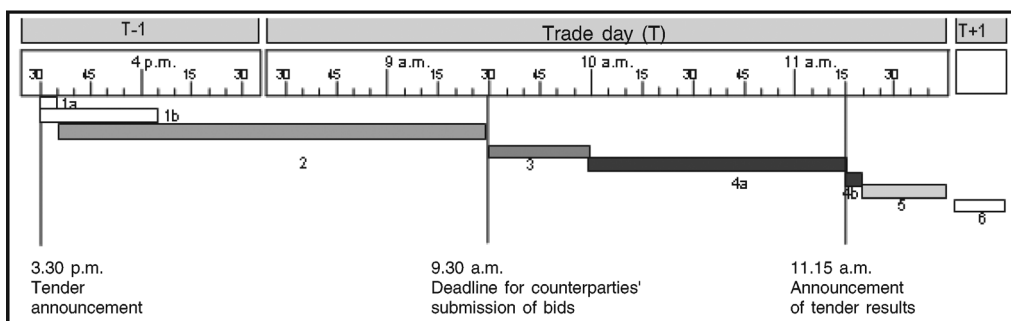 T-1 Trade day (T) T+1
4 p.m. 9 a.m. 10 a.m. 11 a.m.
30 45 15 30 30 45 15 30 45 15 30 45 15 30
1a
1b
2
3
4a
4b
5
6
3.30 p.m. 9.30 a.m. 11.15 a.m.
Tender Deadline for counterparties' Announcement
announcement submission of bids of tender results